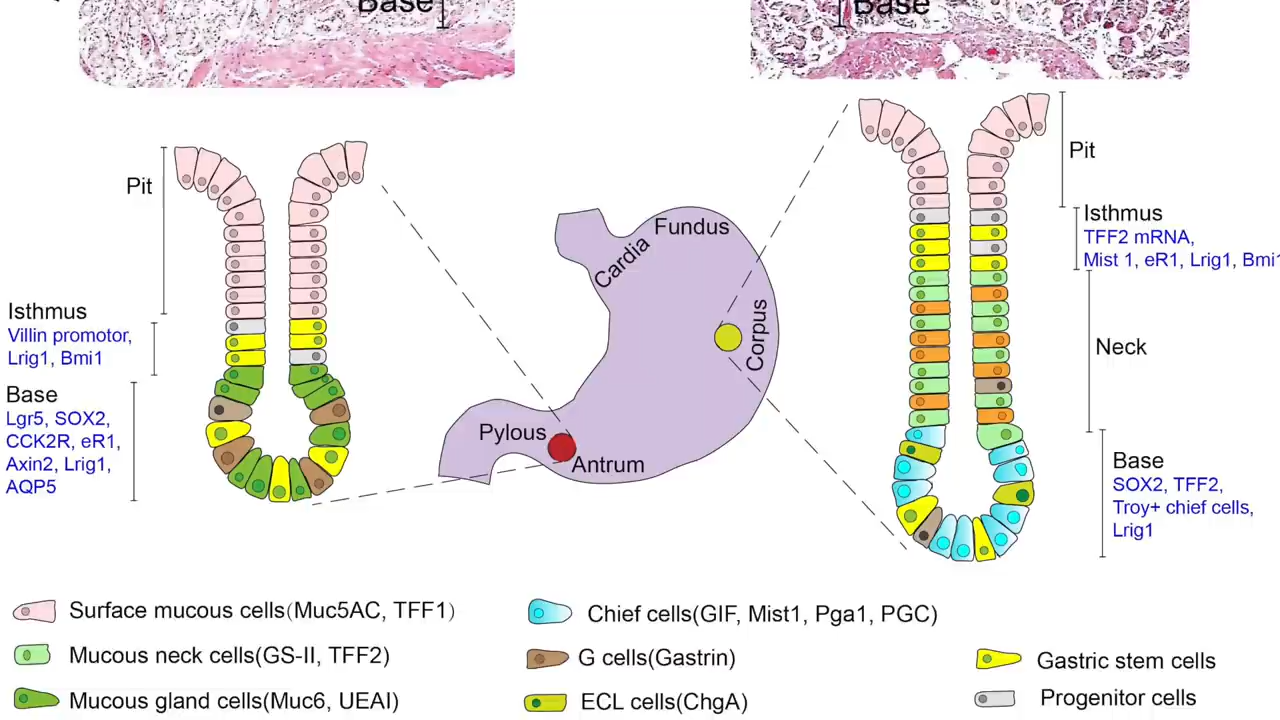 Base
Base
Pit
Isthmus
Villin promotor,
Lrig1, Bmi1
Base
Lgr5, SOX2,
CCK2R, eR1,
Axin2, Lrig1,
AQP5
Fundus
Cardia
Corpus
Pylous
Antrum
Pit
Isthmus
TFF2 mRNA,
Mist 1, eR1, Lrig1, Bmi1
Neck
Base
SOX2, TFF2,
Troy+ chief cells,
Lrig1
Surface mucous cells(Muc5AC, TFF1)
Mucous neck cells(GS-II, TFF2)
Mucous gland cells(Muc6, UEAI)
Chief cells(GIF, Mist1, Pga1, PGC)
G cells(Gastrin)
ECL cells(ChgA)
Gastric stem cells
Progenitor cells